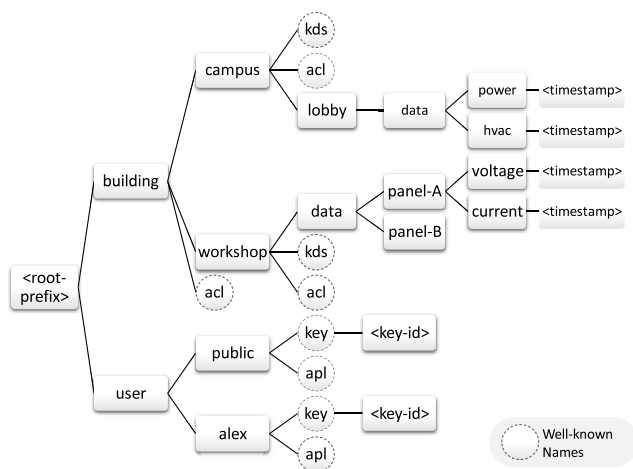 kds
campus
acl
lobby
data
power
<timestamp>
hvac
<timestamp>
building
data
panel-A
voltage
<timestamp>
current
<timestamp>
panel-B
workshop
kds
acl
acl
<root-
prefix>
public
key
<key-id>
apl
user
alex
key
<key-id>
apl
Well-known
Names